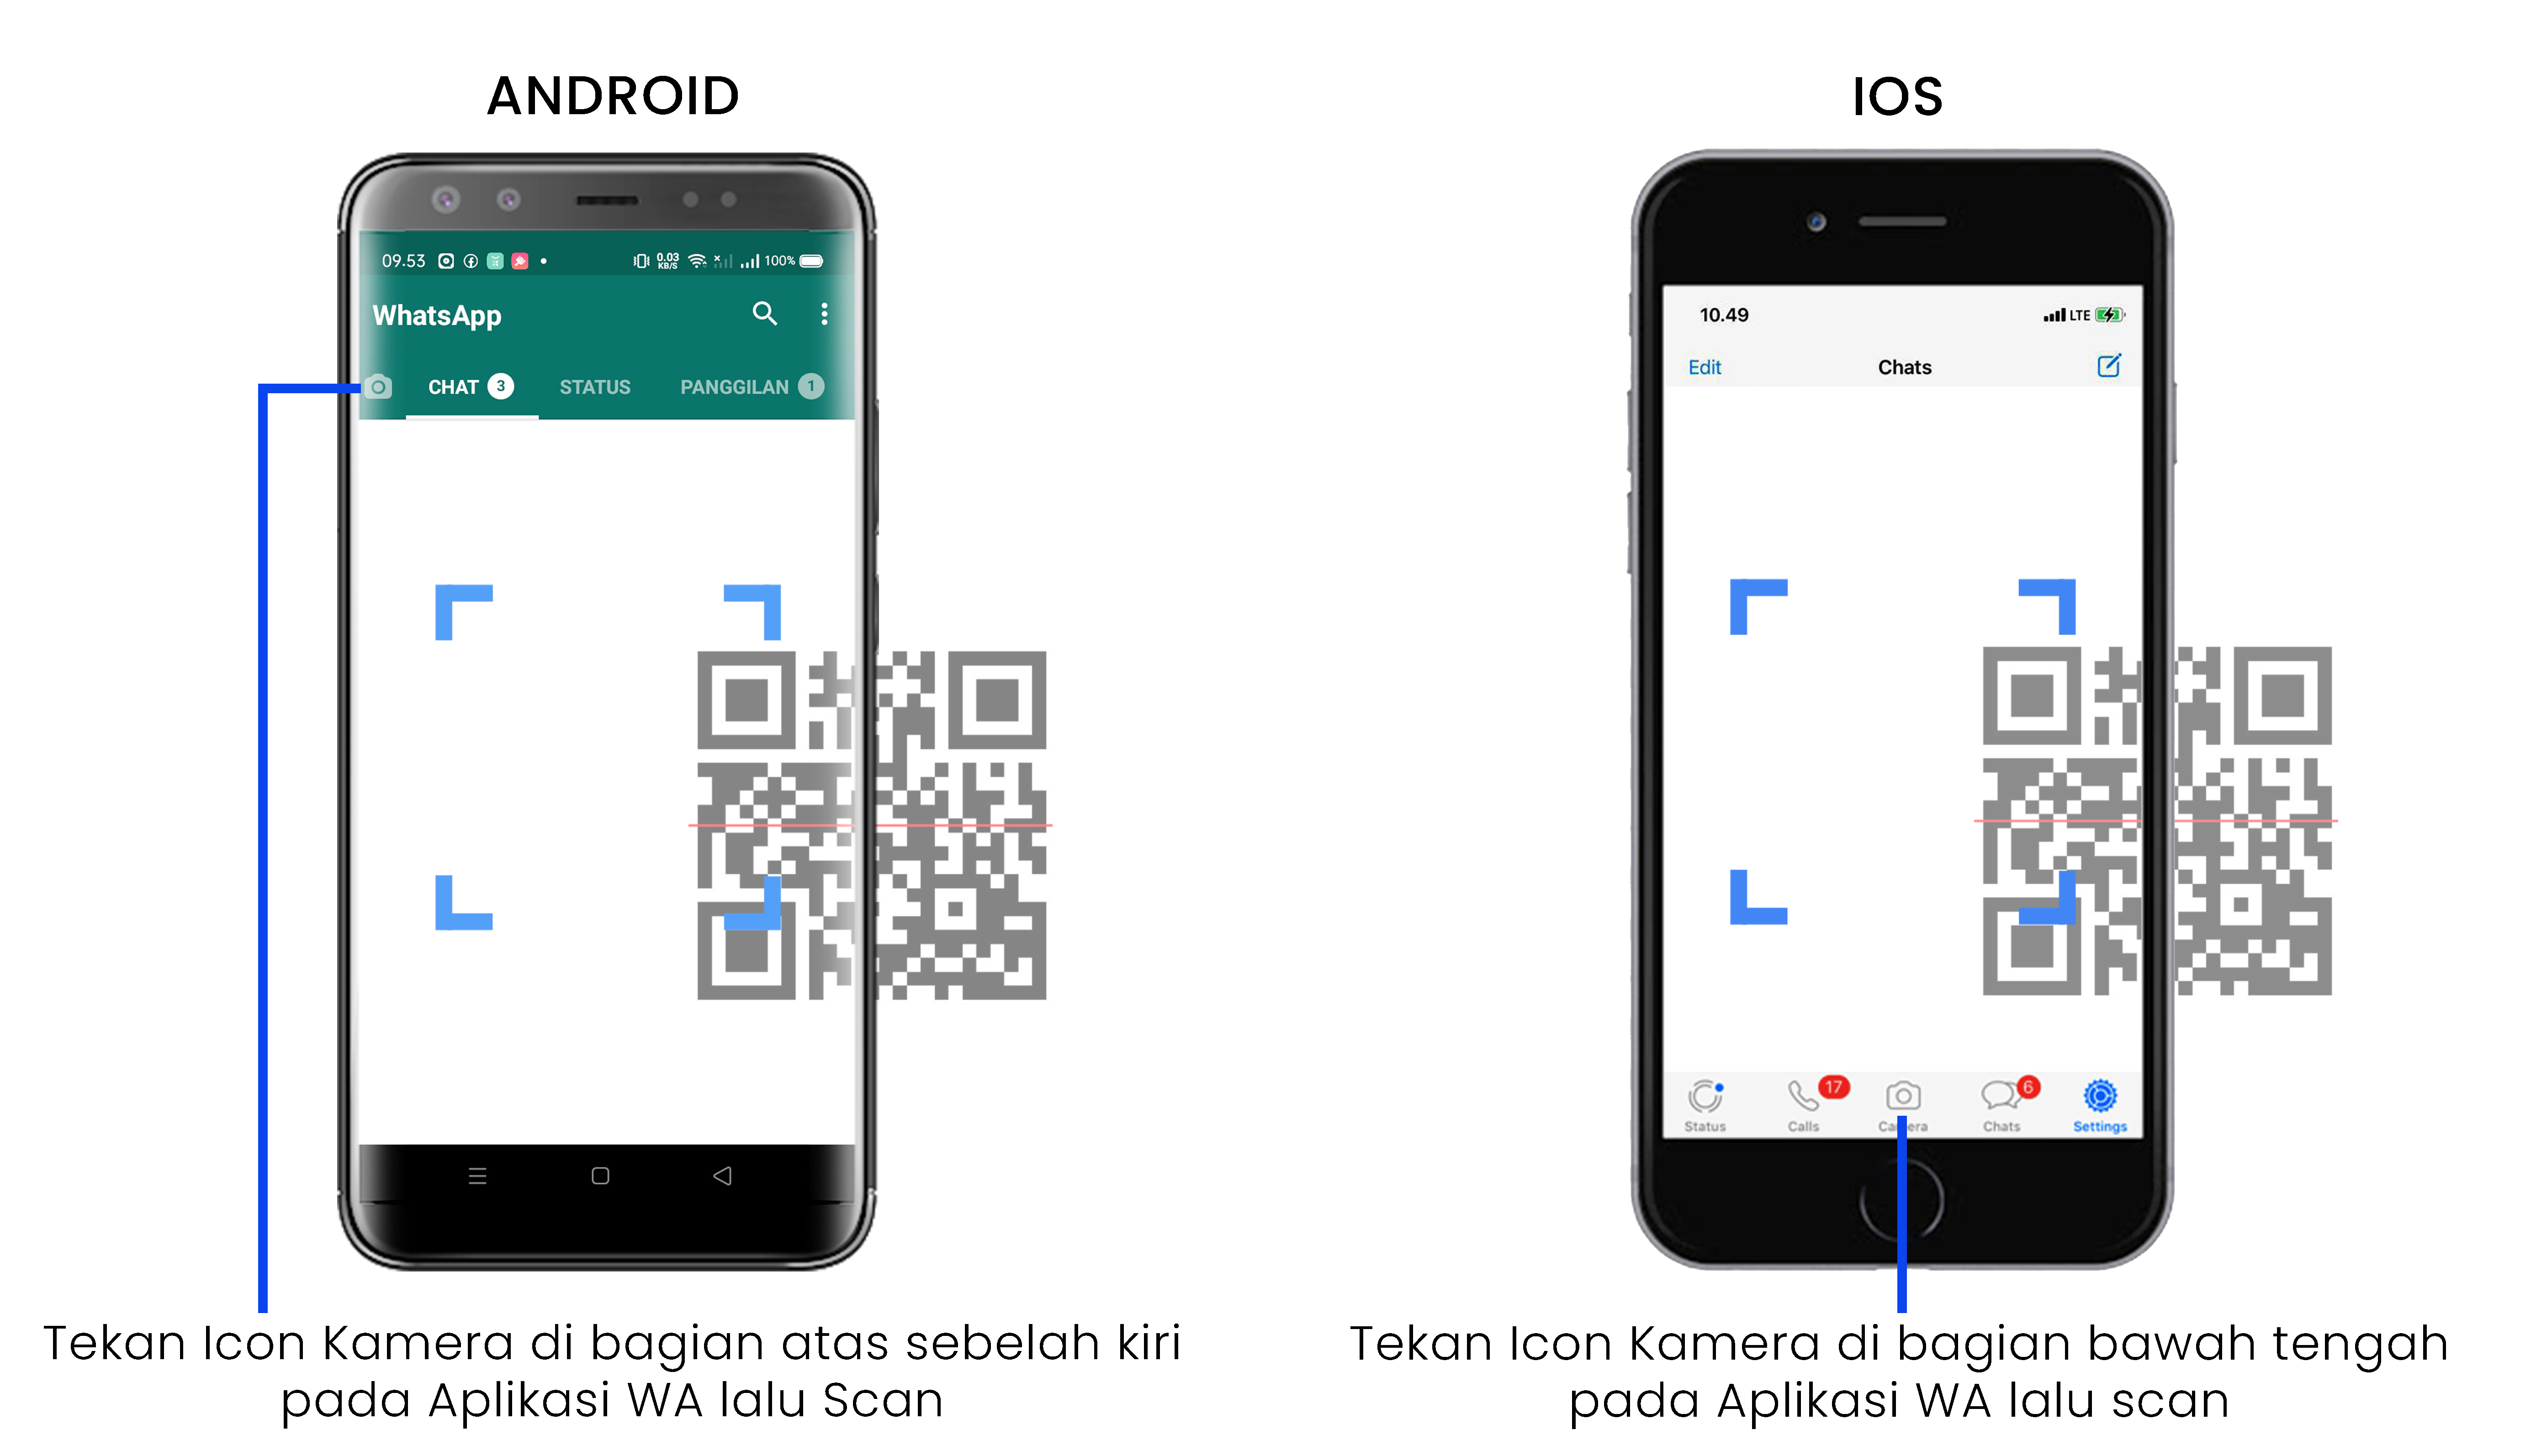 ANDROID
09.53 0.03 KB/S 100%
WhatsApp
CHAT 3 STATUS PANGGILAN 1
Tekan Icon Kamera di bagian atas sebelah kiri
pada Aplikasi WA lalu Scan
IOS
10.49 LTE
Edit Chats
17 6
Status Calls Camera Chats Settings
Tekan Icon Kamera di bagian bawah tengah
pada Aplikasi WA lalu scan